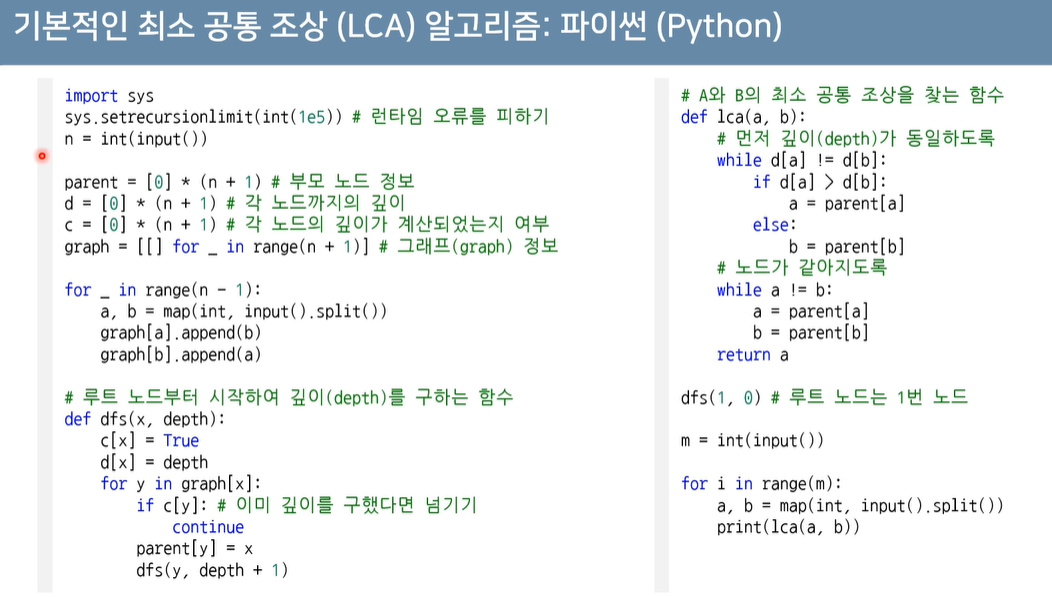 기본적인 최소 공통 조상 (LCA) 알고리즘: 파이썬 (Python)
import sys
sys.setrecursionlimit(int(1e5)) # 런타임 오류를 피하기
n = int(input())
parent = [0] * (n + 1) # 부모 노드 정보
d = [0] * (n + 1) # 각 노드까지의 깊이
c = [0] * (n + 1) # 각 노드의 깊이가 계산되었는지 여부
graph = [[] for _ in range(n + 1)] # 그래프(graph) 정보
for _ in range(n - 1):
    a, b = map(int, input().split())
    graph[a].append(b)
    graph[b].append(a)
# 루트 노드부터 시작하여 깊이(depth)를 구하는 함수
def dfs(x, depth):
    c[x] = True
    d[x] = depth
    for y in graph[x]:
        if c[y]: # 이미 깊이를 구했다면 넘기기
            continue
        parent[y] = x
        dfs(y, depth + 1)
# A와 B의 최소 공통 조상을 찾는 함수
def lca(a, b):
    # 먼저 깊이(depth)가 동일하도록
    while d[a] != d[b]:
        if d[a] > d[b]:
            a = parent[a]
        else:
            b = parent[b]
    # 노드가 같아지도록
    while a != b:
        a = parent[a]
        b = parent[b]
    return a
dfs(1, 0) # 루트 노드는 1번 노드
m = int(input())
for i in range(m):
    a, b = map(int, input().split())
    print(lca(a, b))